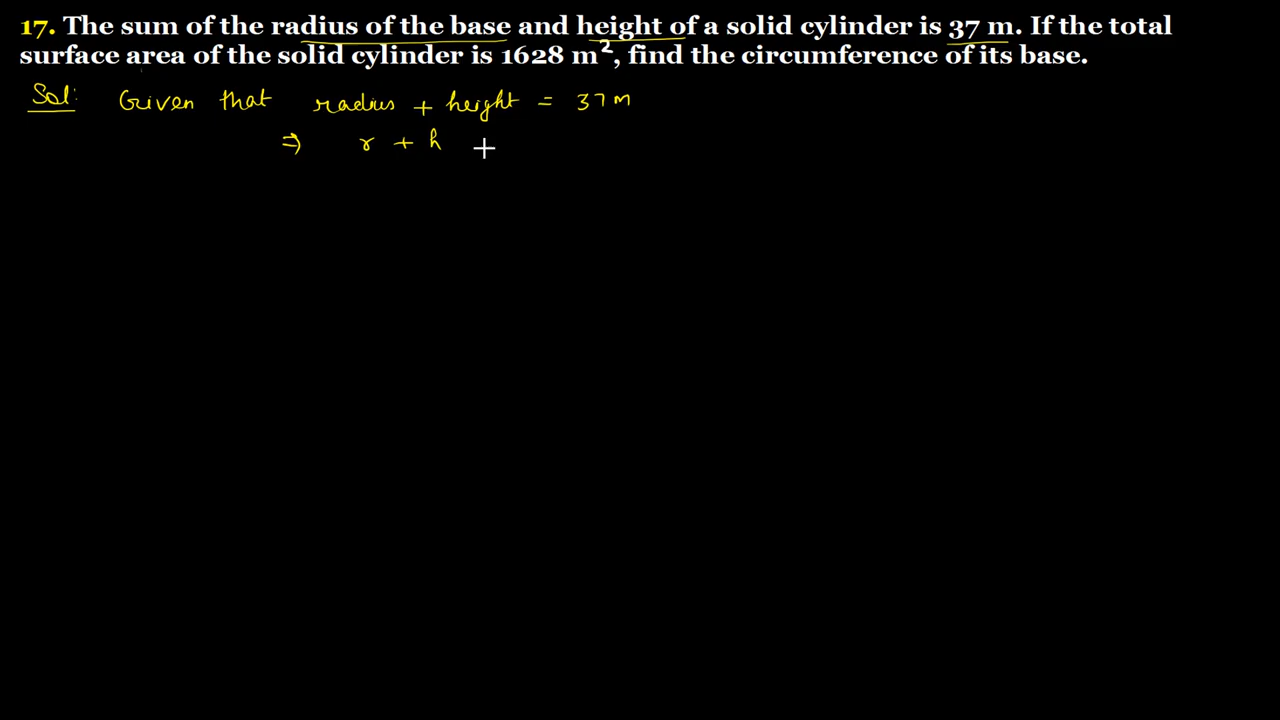 17. The sum of the radius of the base and height of a solid cylinder is 37 m. If the total
surface area of the solid cylinder is 1628 m², find the circumference of its base.
Sol: Given that radius + height = 37 m
⇒ r + h